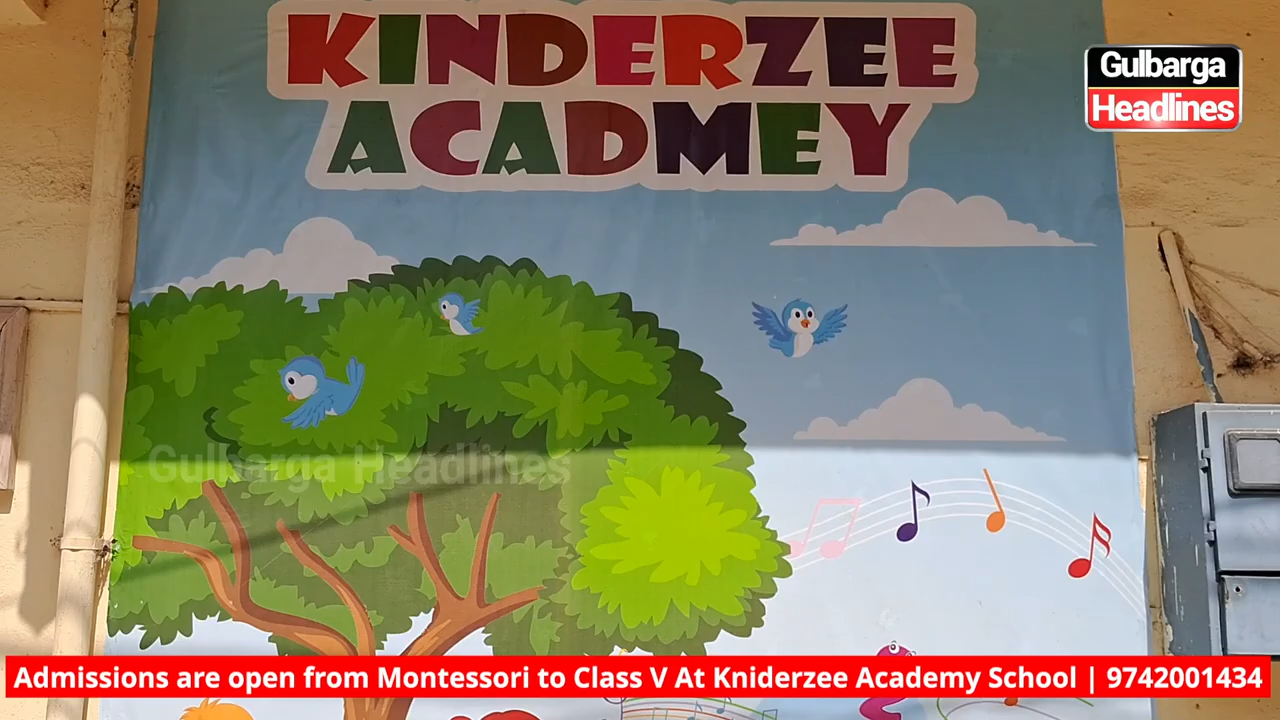 KINDERZEE
ACADMEY
Gulbarga
Headlines
Gulbarga Headlines
Admissions are open from Montessori to Class V At Kniderzee Academy School | 9742001434